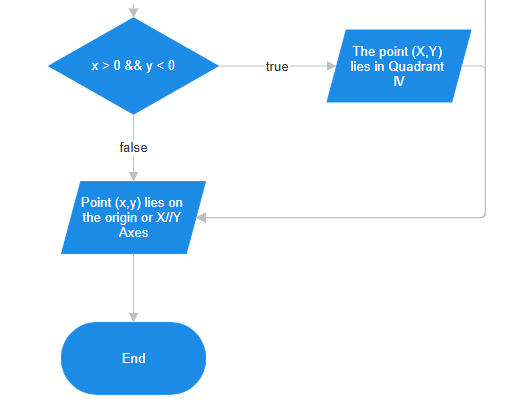 x > 0 && y < 0
true
The point (X,Y)
lies in Quadrant
IV
false
Point (x,y) lies on
the origin or X//Y
Axes
End